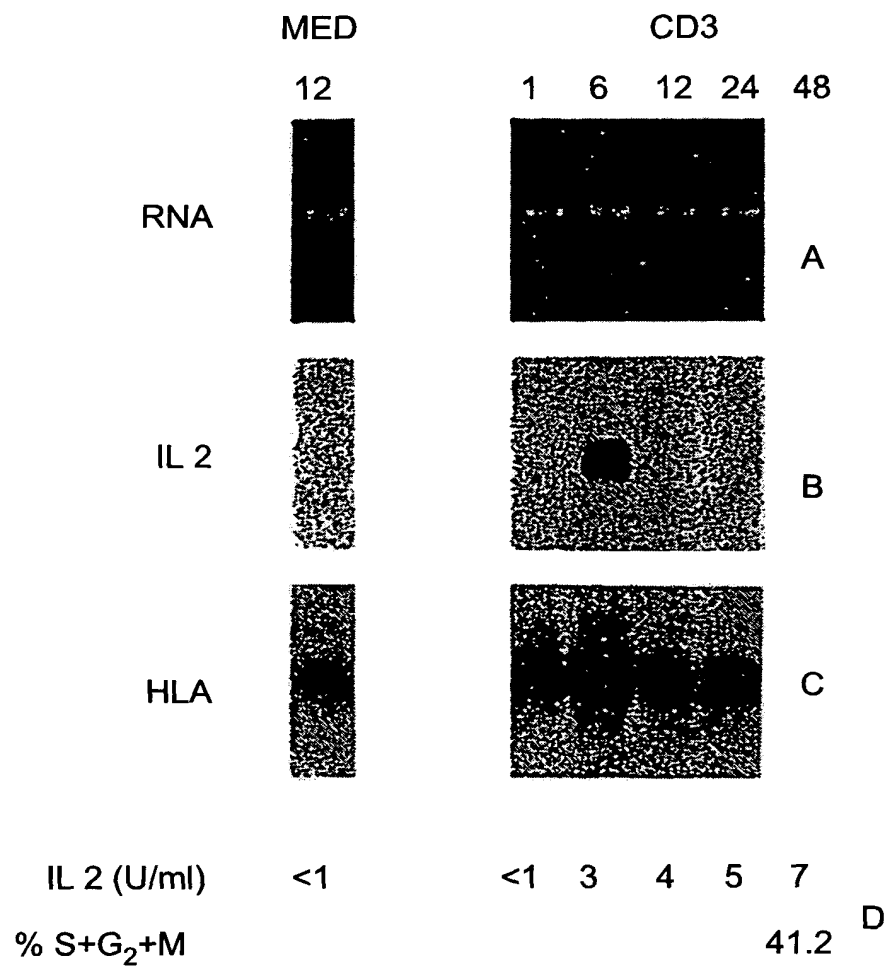 MED CD3
12 1 6 12 24 48
RNA
A
IL 2
B
HLA
C
IL 2 (U/ml) <1 <1 3 4 5 7
D
% S+G₂+M 41.2